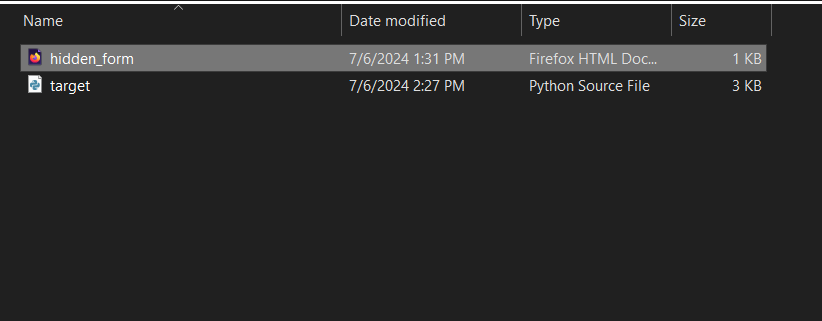 Name Date modified Type Size
hidden_form 7/6/2024 1:31 PM Firefox HTML Doc... 1 KB
target 7/6/2024 2:27 PM Python Source File 3 KB